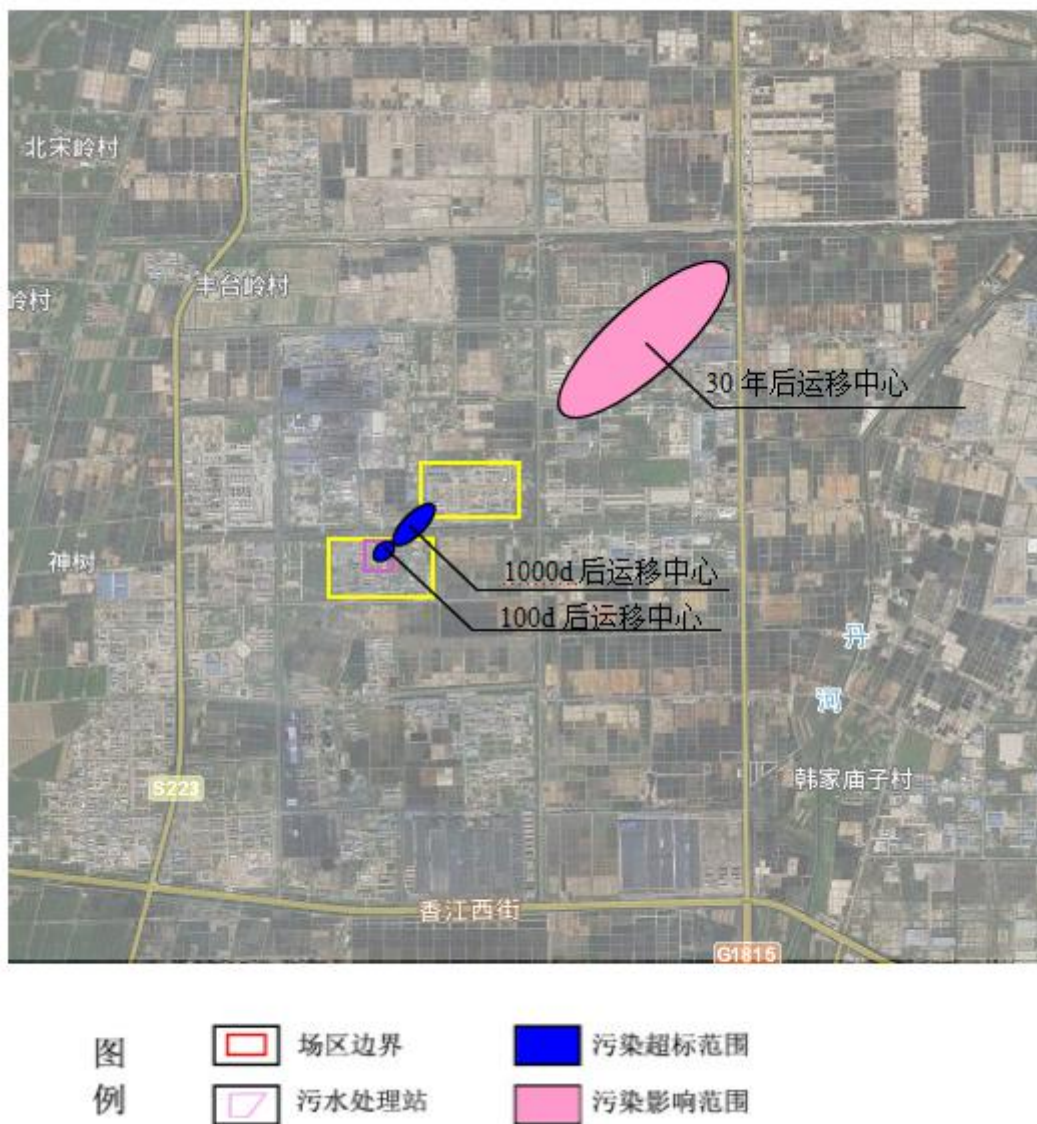 北宋岭村
丰台岭村
岭村
30 年后运移中心
神树
1000d 后运移中心
100d 后运移中心
丹
河
S223
韩家庙子村
香江西街
G1815
图
例
场区边界
污染超标范围
污水处理站
污染影响范围